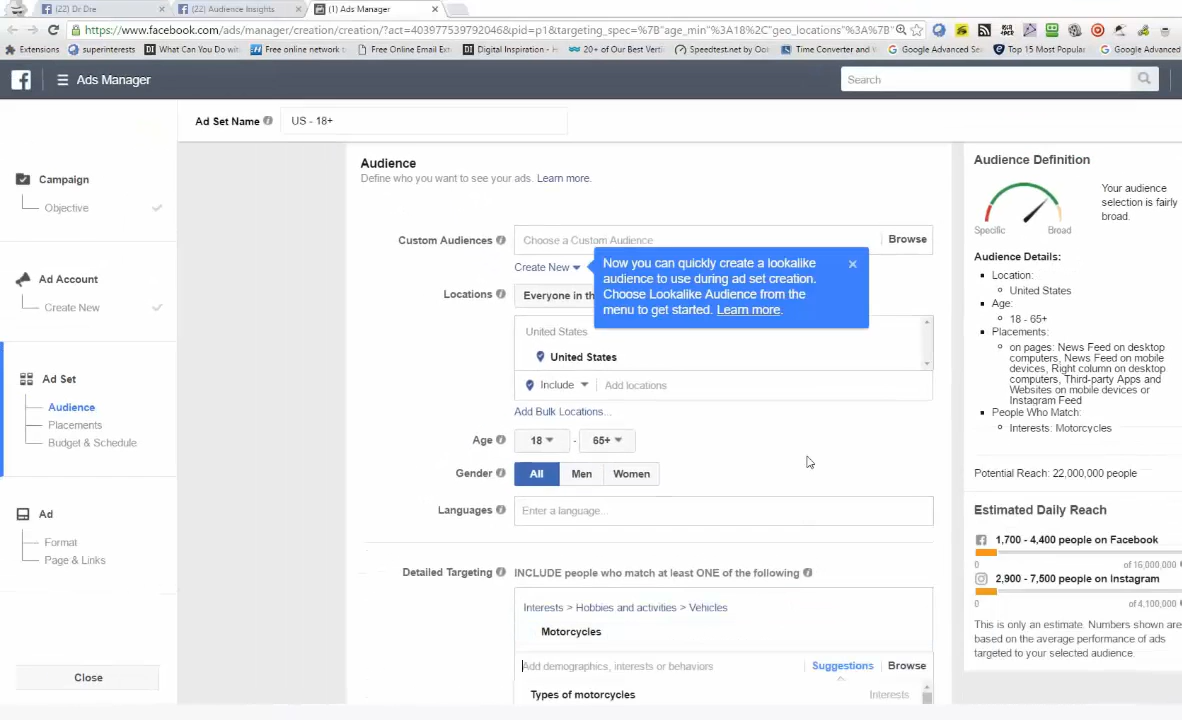 (22) Dr Dre
(22) Audience Insights
(1) Ads Manager
https://www.facebook.com/ads/manager/creation/creation/?act=403977539792046&pid=p1&targeting_spec=%7B"age_min"%3A18%2C"geo_locations"%3A%7B"
Extensions
superinterests
What Can You Do wit
Free online network t
Free Online Email Ext
Digital Inspiration - H
20+ of Our Best Verti
Speedtest.net by Ook
Time Converter and W
Google Advanced Sea
Top 15 Most Popular
Google Advanced
Ads Manager
Search
Ad Set Name
US - 18+
Campaign
Objective
Ad Account
Create New
Ad Set
Audience
Placements
Budget & Schedule
Ad
Format
Page & Links
Close
Audience
Define who you want to see your ads. Learn more.
Custom Audiences
Choose a Custom Audience
Browse
Create New
Now you can quickly create a lookalike
audience to use during ad set creation.
Choose Lookalike Audience from the
menu to get started. Learn more.
Locations
Everyone in th
United States
United States
Include
Add locations
Add Bulk Locations...
Age
18
-
65+
Gender
All
Men
Women
Languages
Enter a language...
Detailed Targeting
INCLUDE people who match at least ONE of the following
Interests > Hobbies and activities > Vehicles
Motorcycles
Add demographics, interests or behaviors
Suggestions
Browse
Types of motorcycles
Interests
Audience Definition
Your audience
selection is fairly
broad.
Specific
Broad
Audience Details:
Location:
United States
Age:
18 - 65+
Placements:
on pages: News Feed on desktop
computers, News Feed on mobile
devices, Right column on desktop
computers, Third-party Apps and
Websites on mobile devices or
Instagram Feed
People Who Match:
Interests: Motorcycles
Potential Reach: 22,000,000 people
Estimated Daily Reach
1,700 - 4,400 people on Facebook
0
of 16,000,000
2,900 - 7,500 people on Instagram
0
of 4,100,000
This is only an estimate. Numbers shown are
based on the average performance of ads
targeted to your selected audience.